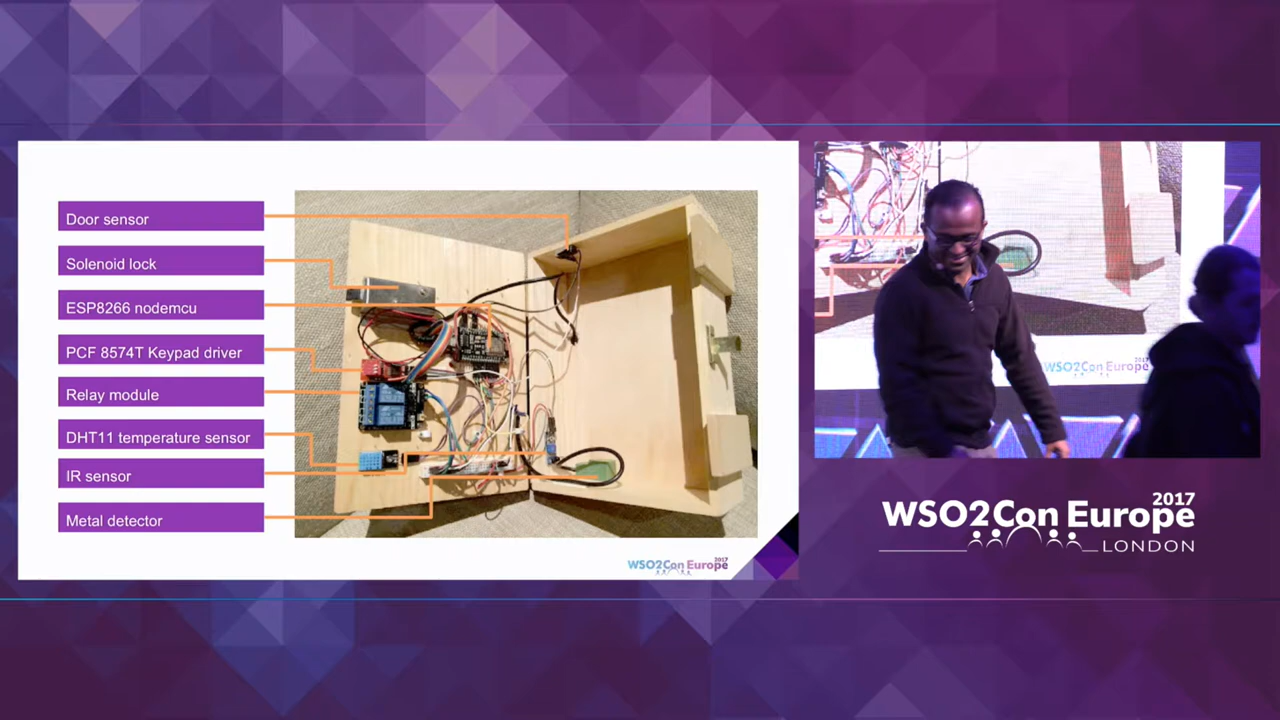 Door sensor
Solenoid lock
ESP8266 nodemcu
PCF 8574T Keypad driver
Relay module
DHT11 temperature sensor
IR sensor
Metal detector
WSO2Con Europe 2017
WSO2Con Europe 2017
WSO2Con Europe 2017
LONDON